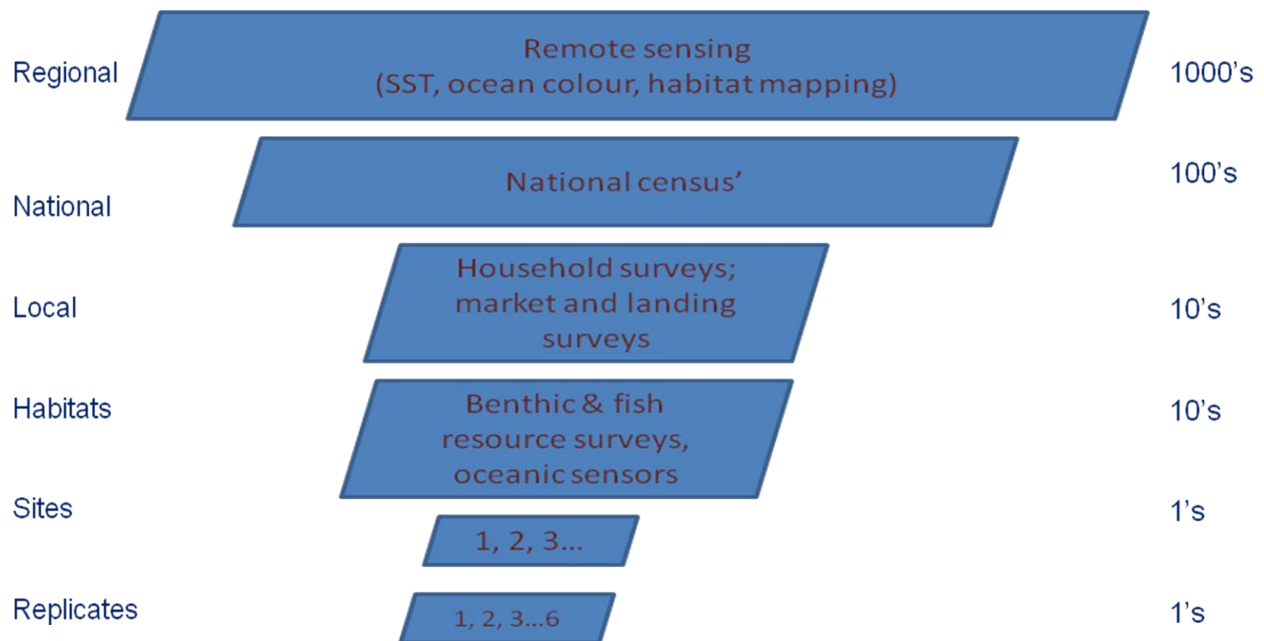 Regional
Remote sensing
(SST, ocean colour, habitat mapping)
1000's
National
National census'
100's
Local
Household surveys;
market and landing
surveys
10's
Habitats
Benthic & fish
resource surveys,
oceanic sensors
10's
Sites
1, 2, 3...
1's
Replicates
1, 2, 3...6
1's